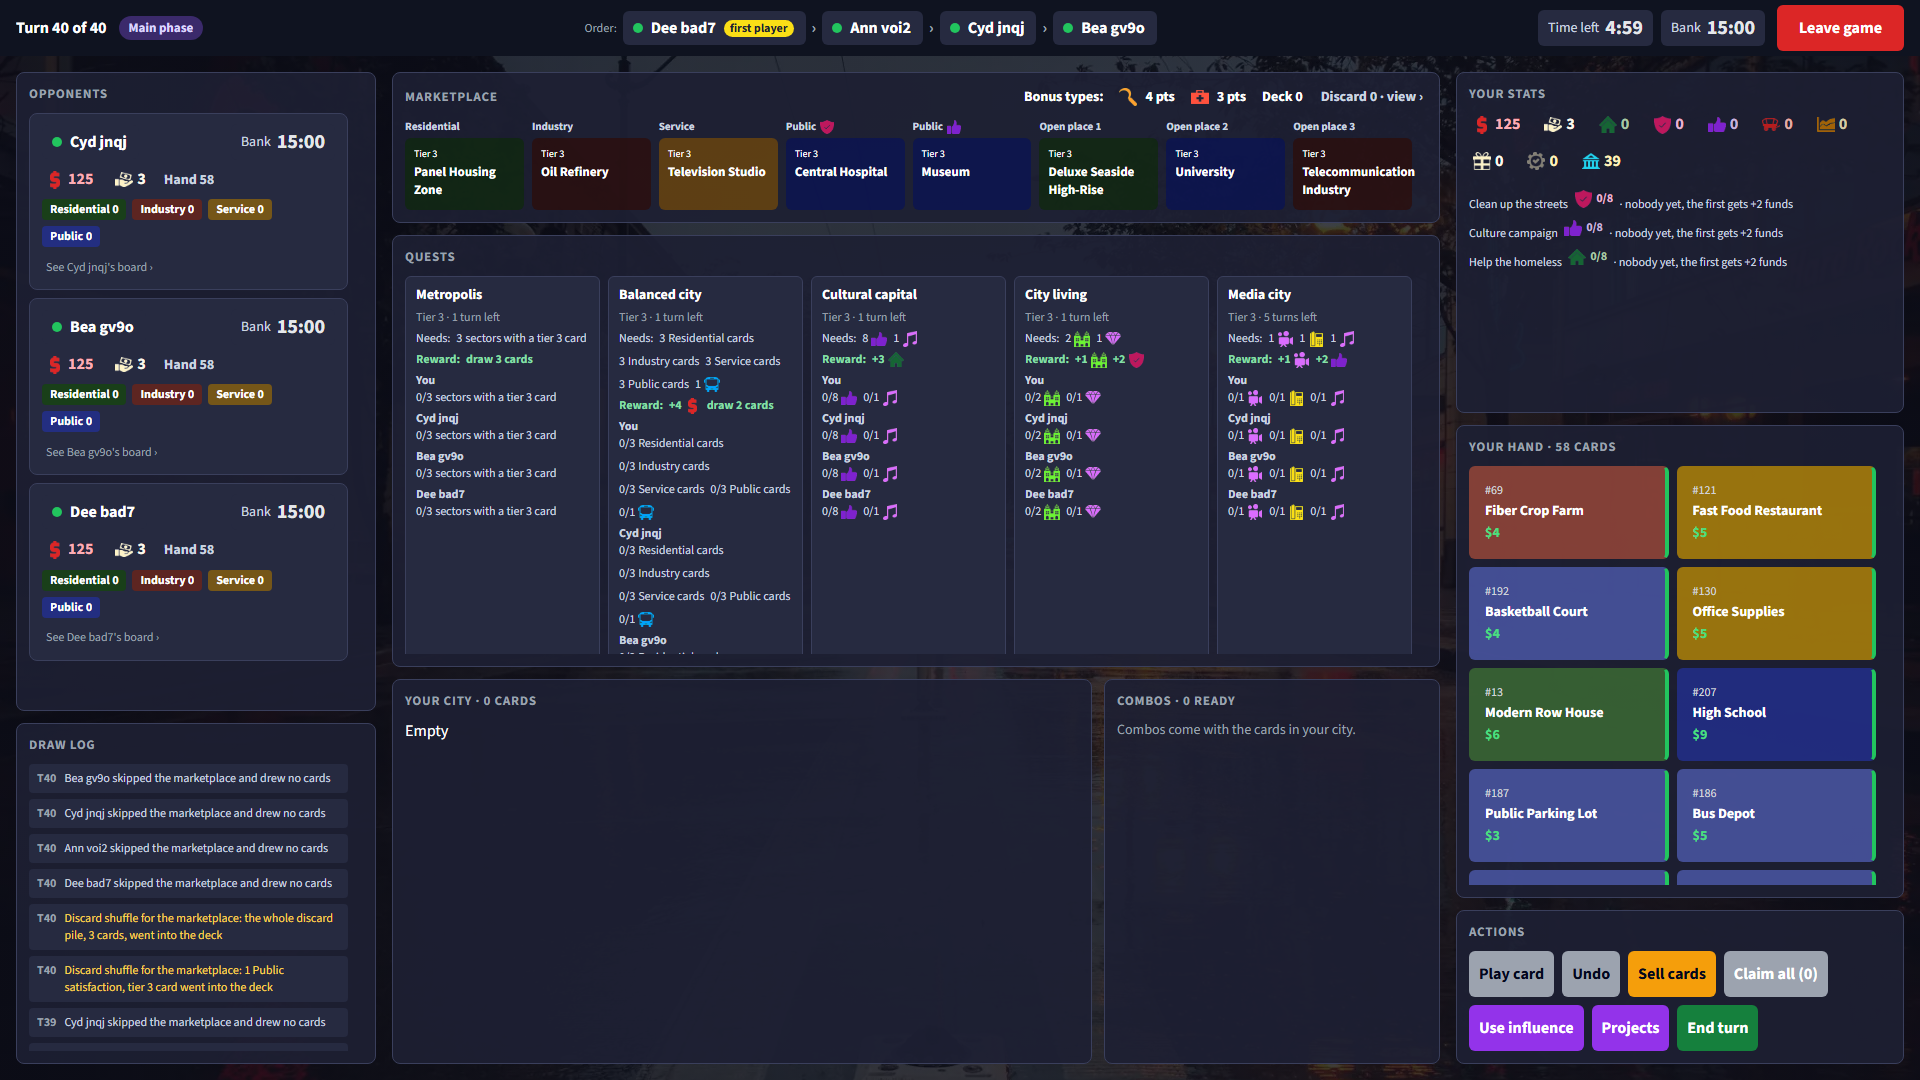 Turn 40 of 40
Main phase
Order: Dee bad7 first player › Ann voi2 › Cyd jnqj › Bea gv9o
Time left 4:59
Bank 15:00
Leave game
OPPONENTS
Cyd jnqj Bank 15:00
125 3 Hand 58
Residential 0 Industry 0 Service 0
Public 0
See Cyd jnqj's board ›
Bea gv9o Bank 15:00
125 3 Hand 58
Residential 0 Industry 0 Service 0
Public 0
See Bea gv9o's board ›
Dee bad7 Bank 15:00
125 3 Hand 58
Residential 0 Industry 0 Service 0
Public 0
See Dee bad7's board ›
DRAW LOG
T40 Bea gv9o skipped the marketplace and drew no cards
T40 Cyd jnqj skipped the marketplace and drew no cards
T40 Ann voi2 skipped the marketplace and drew no cards
T40 Dee bad7 skipped the marketplace and drew no cards
T40 Discard shuffle for the marketplace: the whole discard
pile, 3 cards, went into the deck
T40 Discard shuffle for the marketplace: 1 Public
satisfaction, tier 3 card went into the deck
T39 Cyd jnqj skipped the marketplace and drew no cards
MARKETPLACE
Bonus types: 4 pts 3 pts Deck 0 Discard 0 · view ›
Residential
Tier 3
Panel Housing
Zone
Industry
Tier 3
Oil Refinery
Service
Tier 3
Television Studio
Public
Tier 3
Central Hospital
Public
Tier 3
Museum
Open place 1
Tier 3
Deluxe Seaside
High-Rise
Open place 2
Tier 3
University
Open place 3
Tier 3
Telecommunication
Industry
QUESTS
Metropolis
Tier 3 · 1 turn left
Needs: 3 sectors with a tier 3 card
Reward: draw 3 cards
You
0/3 sectors with a tier 3 card
Cyd jnqj
0/3 sectors with a tier 3 card
Bea gv9o
0/3 sectors with a tier 3 card
Dee bad7
0/3 sectors with a tier 3 card
Balanced city
Tier 3 · 1 turn left
Needs: 3 Residential cards
3 Industry cards 3 Service cards
3 Public cards 1
Reward: +4 draw 2 cards
You
0/3 Residential cards
0/3 Industry cards
0/3 Service cards 0/3 Public cards
0/1
Cyd jnqj
0/3 Residential cards
0/3 Industry cards
0/3 Service cards 0/3 Public cards
0/1
Bea gv9o
Cultural capital
Tier 3 · 1 turn left
Needs: 8 1
Reward: +3
You
0/8 0/1
Cyd jnqj
0/8 0/1
Bea gv9o
0/8 0/1
Dee bad7
0/8 0/1
City living
Tier 3 · 1 turn left
Needs: 2 1
Reward: +1 +2
You
0/2 0/1
Cyd jnqj
0/2 0/1
Bea gv9o
0/2 0/1
Dee bad7
0/2 0/1
Media city
Tier 3 · 5 turns left
Needs: 1 1 1
Reward: +1 +2
You
0/1 0/1 0/1
Cyd jnqj
0/1 0/1 0/1
Bea gv9o
0/1 0/1 0/1
Dee bad7
0/1 0/1 0/1
YOUR CITY · 0 CARDS
Empty
COMBOS · 0 READY
Combos come with the cards in your city.
YOUR STATS
125 3 0 0 0 0 0
0 0 39
Clean up the streets 0/8 · nobody yet, the first gets +2 funds
Culture campaign 0/8 · nobody yet, the first gets +2 funds
Help the homeless 0/8 · nobody yet, the first gets +2 funds
YOUR HAND · 58 CARDS
#69
Fiber Crop Farm
$4
#121
Fast Food Restaurant
$5
#192
Basketball Court
$4
#130
Office Supplies
$5
#13
Modern Row House
$6
#207
High School
$9
#187
Public Parking Lot
$3
#186
Bus Depot
$5
ACTIONS
Play card
Undo
Sell cards
Claim all (0)
Use influence
Projects
End turn